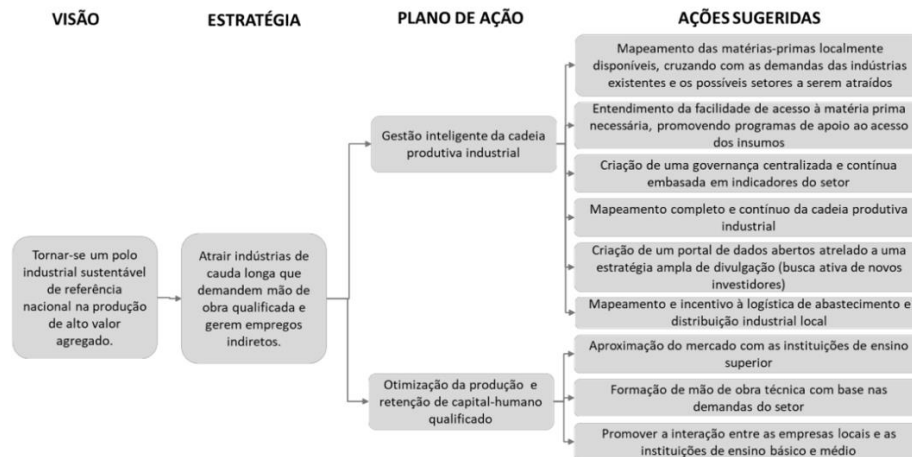 VISÃO
ESTRATÉGIA
PLANO DE AÇÃO
AÇÕES SUGERIDAS
Tornar-se um polo
industrial sustentável
de referência
nacional na produção
de alto valor
agregado.
Atrair indústrias de
cauda longa que
demandem mão de
obra qualificada e
gerem empregos
indiretos.
Gestão inteligente da cadeia
produtiva industrial
Mapeamento das matérias-primas localmente
disponíveis, cruzando com as demandas das indústrias
existentes e os possíveis setores a serem atraídos
Entendimento da facilidade de acesso à matéria prima
necessária, promovendo programas de apoio ao acesso
dos insumos
Criação de uma governança centralizada e contínua
embasada em indicadores do setor
Mapeamento completo e contínuo da cadeia produtiva
industrial
Criação de um portal de dados abertos atrelado a uma
estratégia ampla de divulgação (busca ativa de novos
investidores)
Mapeamento e incentivo à logística de abastecimento e
distribuição industrial local
Otimização da produção e
retenção de capital-humano
qualificado
Aproximação do mercado com as instituições de ensino
superior
Formação de mão de obra técnica com base nas
demandas do setor
Promover a interação entre as empresas locais e as
instituições de ensino básico e médio